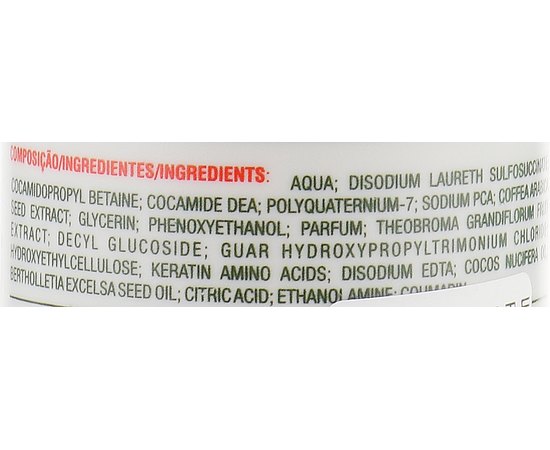 COMPOSIÇÃO/INGREDIENTES/INGREDIENTS: AQUA; DISODIUM LAURETH
COCAMIDOPROPYL BETAINE; COCAMIDE DEA; POLYQUATERNIUM-7; SODIUM PCA; COFFEA
SEED EXTRACT; GLYCERIN; PHENOXYETHANOL; PARFUM; THEOBROMA GRANDIFLORUM
EXTRACT; DECYL GLUCOSIDE; GUAR HYDROXYPROPYLTRIMONIUM
HYDROXYETHYLCELLULOSE; KERATIN AMINO ACIDS; DISODIUM EDTA; COCOS NUCIFERA
BERTHOLLETIA EXCELSA SEED OIL; CITRIC ACID; ETHANOLAMINE;